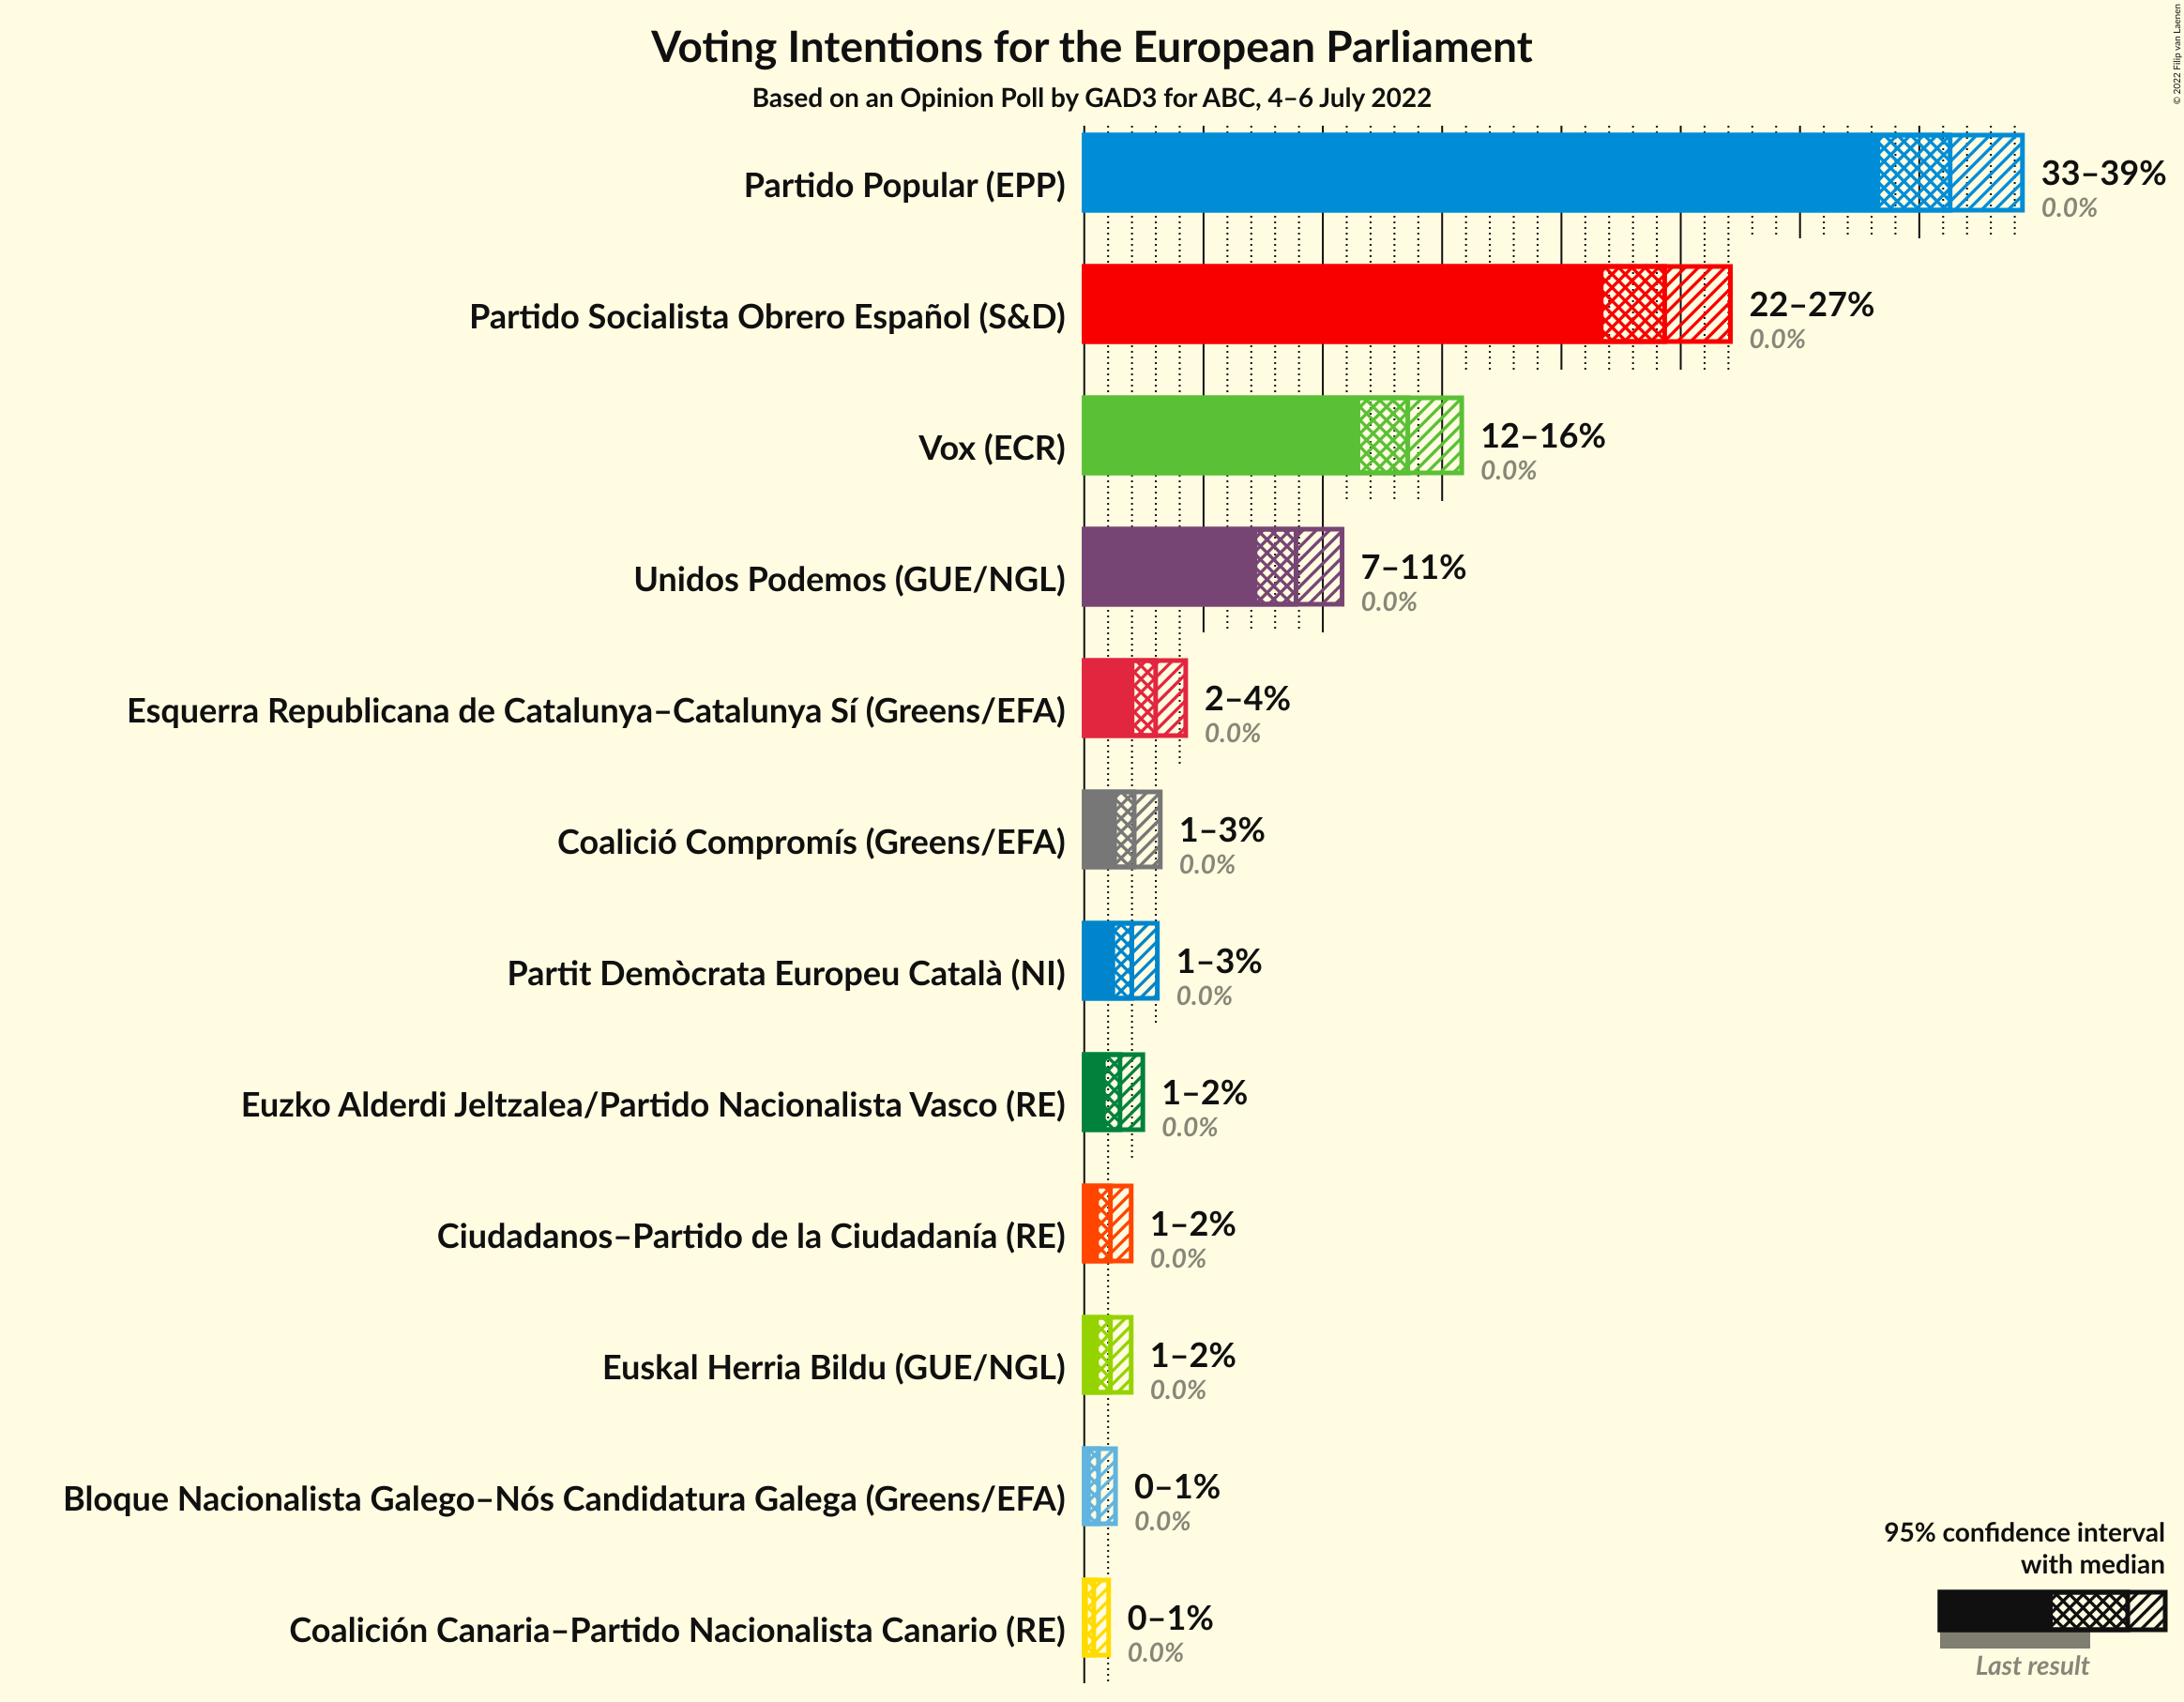 Voting Intentions for the European Parliament
Based on an Opinion Poll by GAD3 for ABC, 4–6 July 2022
© 2022 Filip van Laenen
Partido Popular (EPP)
33–39%
0.0%
Partido Socialista Obrero Español (S&D)
22–27%
0.0%
Vox (ECR)
12–16%
0.0%
Unidos Podemos (GUE/NGL)
7–11%
0.0%
Esquerra Republicana de Catalunya–Catalunya Sí (Greens/EFA)
2–4%
0.0%
Coalició Compromís (Greens/EFA)
1–3%
0.0%
Partit Demòcrata Europeu Català (NI)
1–3%
0.0%
Euzko Alderdi Jeltzalea/Partido Nacionalista Vasco (RE)
1–2%
0.0%
Ciudadanos–Partido de la Ciudadanía (RE)
1–2%
0.0%
Euskal Herria Bildu (GUE/NGL)
1–2%
0.0%
Bloque Nacionalista Galego–Nós Candidatura Galega (Greens/EFA)
0–1%
0.0%
Coalición Canaria–Partido Nacionalista Canario (RE)
0–1%
0.0%
95% confidence interval
with median
Last result